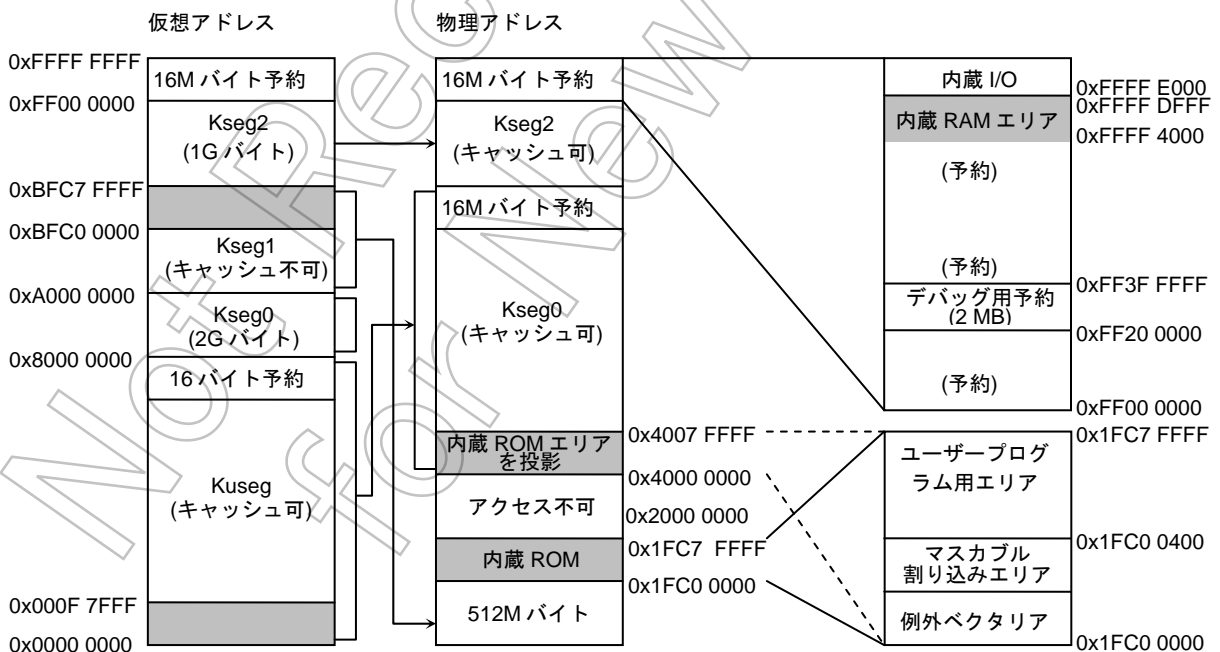 仮想アドレス
0xFFFF FFFF
16M バイト予約
0xFF00 0000
Kseg2
(1G バイト)
0xBFC7 FFFF
0xBFC0 0000
Kseg1
(キャッシュ不可)
0xA000 0000
Kseg0
(2G バイト)
0x8000 0000
16 バイト予約
Kuseg
(キャッシュ可)
0x000F 7FFF
0x0000 0000
物理アドレス
16M バイト予約
Kseg2
(キャッシュ可)
16M バイト予約
Kseg0
(キャッシュ可)
内蔵 ROM エリア
を投影
0x4007 FFFF
0x4000 0000
アクセス不可
0x2000 0000
0x1FC7 FFFF
内蔵 ROM
0x1FC0 0000
512M バイト
内蔵 I/O
0xFFFF E000
0xFFFF DFFF
内蔵 RAM エリア
0xFFFF 4000
(予約)
(予約)
0xFF3F FFFF
デバッグ用予約
(2 MB)
0xFF20 0000
(予約)
0xFF00 0000
0x1FC7 FFFF
ユーザープログ
ラム用エリア
0x1FC0 0400
マスカブル
割り込みエリア
例外ベクタリア
0x1FC0 0000
Not Rec
for New